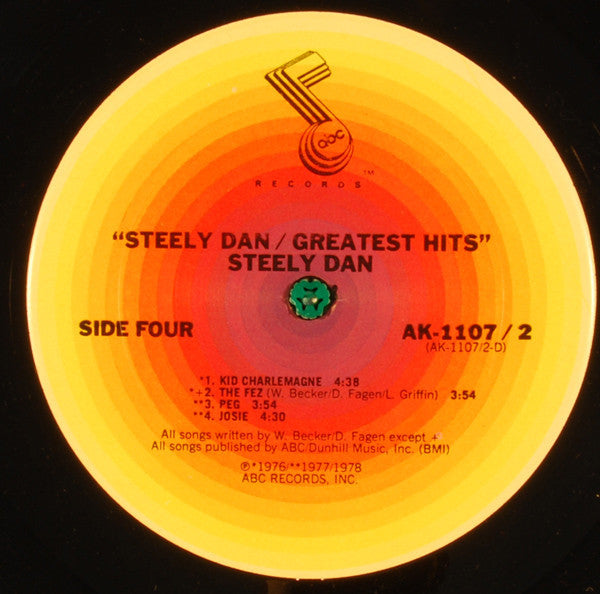 abc
RECORDS™
"STEELY DAN / GREATEST HITS"
STEELY DAN
SIDE FOUR
AK-1107 / 2
(AK-1107/2-D)
*1. KID CHARLEMAGNE 4:38
*+2. THE FEZ (W. Becker/D. Fagen/L. Griffin) 3:54
**3. PEG 3:54
**4. JOSIE 4:30
All songs written by W. Becker/D. Fagen except +
All songs published by ABC/Dunhill Music, Inc. (BMI)
℗*1976/**1977/1978
ABC RECORDS, INC.